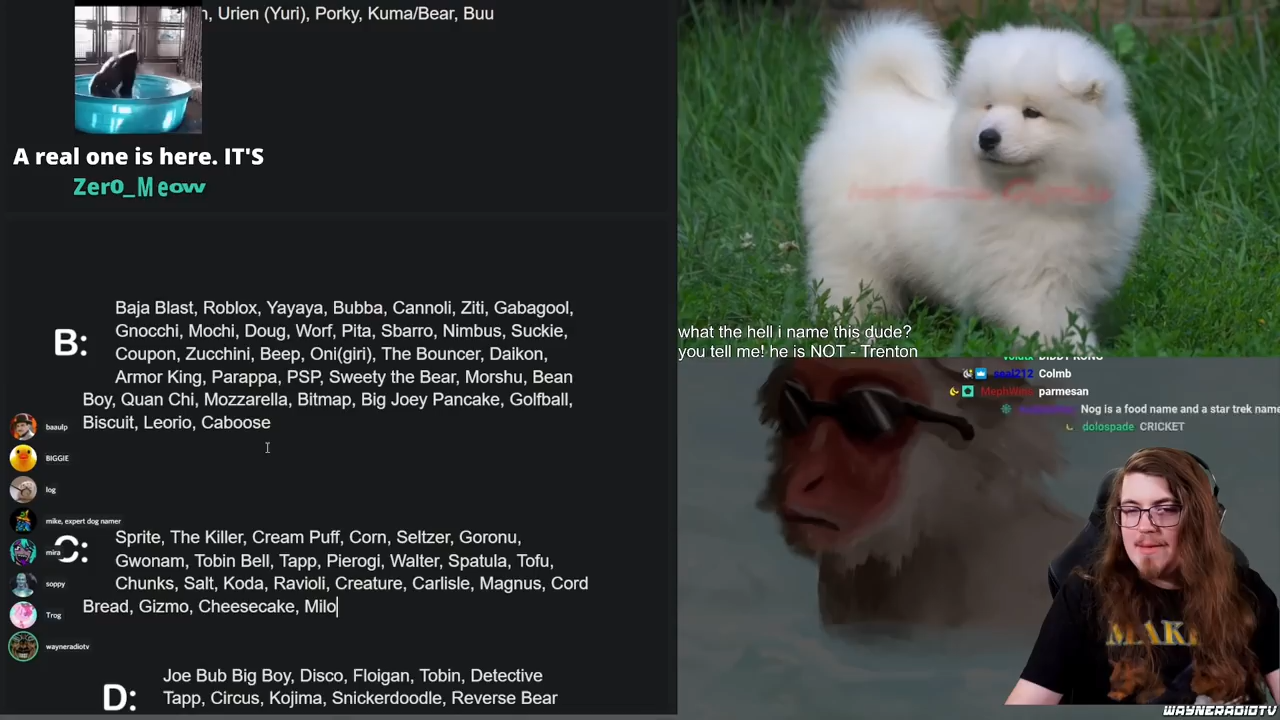 n, Urien (Yuri), Porky, Kuma/Bear, Buu
A real one is here. IT'S
Zer0_Meow
B:
Baja Blast, Roblox, Yayaya, Bubba, Cannoli, Ziti, Gabagool,
Gnocchi, Mochi, Doug, Worf, Pita, Sbarro, Nimbus, Suckie,
Coupon, Zucchini, Beep, Oni(giri), The Bouncer, Daikon,
Armor King, Parappa, PSP, Sweety the Bear, Morshu, Bean
Boy, Quan Chi, Mozzarella, Bitmap, Big Joey Pancake, Golfball,
Biscuit, Leorio, Caboose
baaulp
BIGGIE
log
mike, expert dog namer
mira
soppy
Trog
wayneradiotv
C:
Sprite, The Killer, Cream Puff, Corn, Seltzer, Goronu,
Gwonam, Tobin Bell, Tapp, Pierogi, Walter, Spatula, Tofu,
Chunks, Salt, Koda, Ravioli, Creature, Carlisle, Magnus, Cord
Bread, Gizmo, Cheesecake, Milo
D:
Joe Bub Big Boy, Disco, Floigan, Tobin, Detective
Tapp, Circus, Kojima, Snickerdoodle, Reverse Bear
what the hell i name this dude?
you tell me! he is NOT - Trenton
DIDDY KONG
seal212 Colmb
parmesan
Nog is a food name and a star trek name
dolospade CRICKET
WAYNERADIOTV